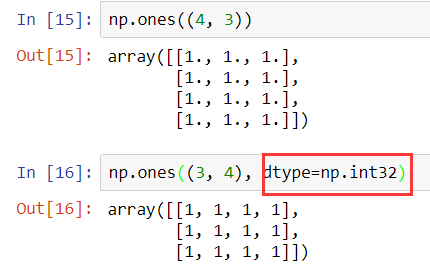 In [15]: np.ones((4, 3))
Out[15]: array([[1., 1., 1.],
[1., 1., 1.],
[1., 1., 1.],
[1., 1., 1.]])
In [16]: np.ones((3, 4), dtype=np.int32)
Out[16]: array([[1, 1, 1, 1],
[1, 1, 1, 1],
[1, 1, 1, 1]])